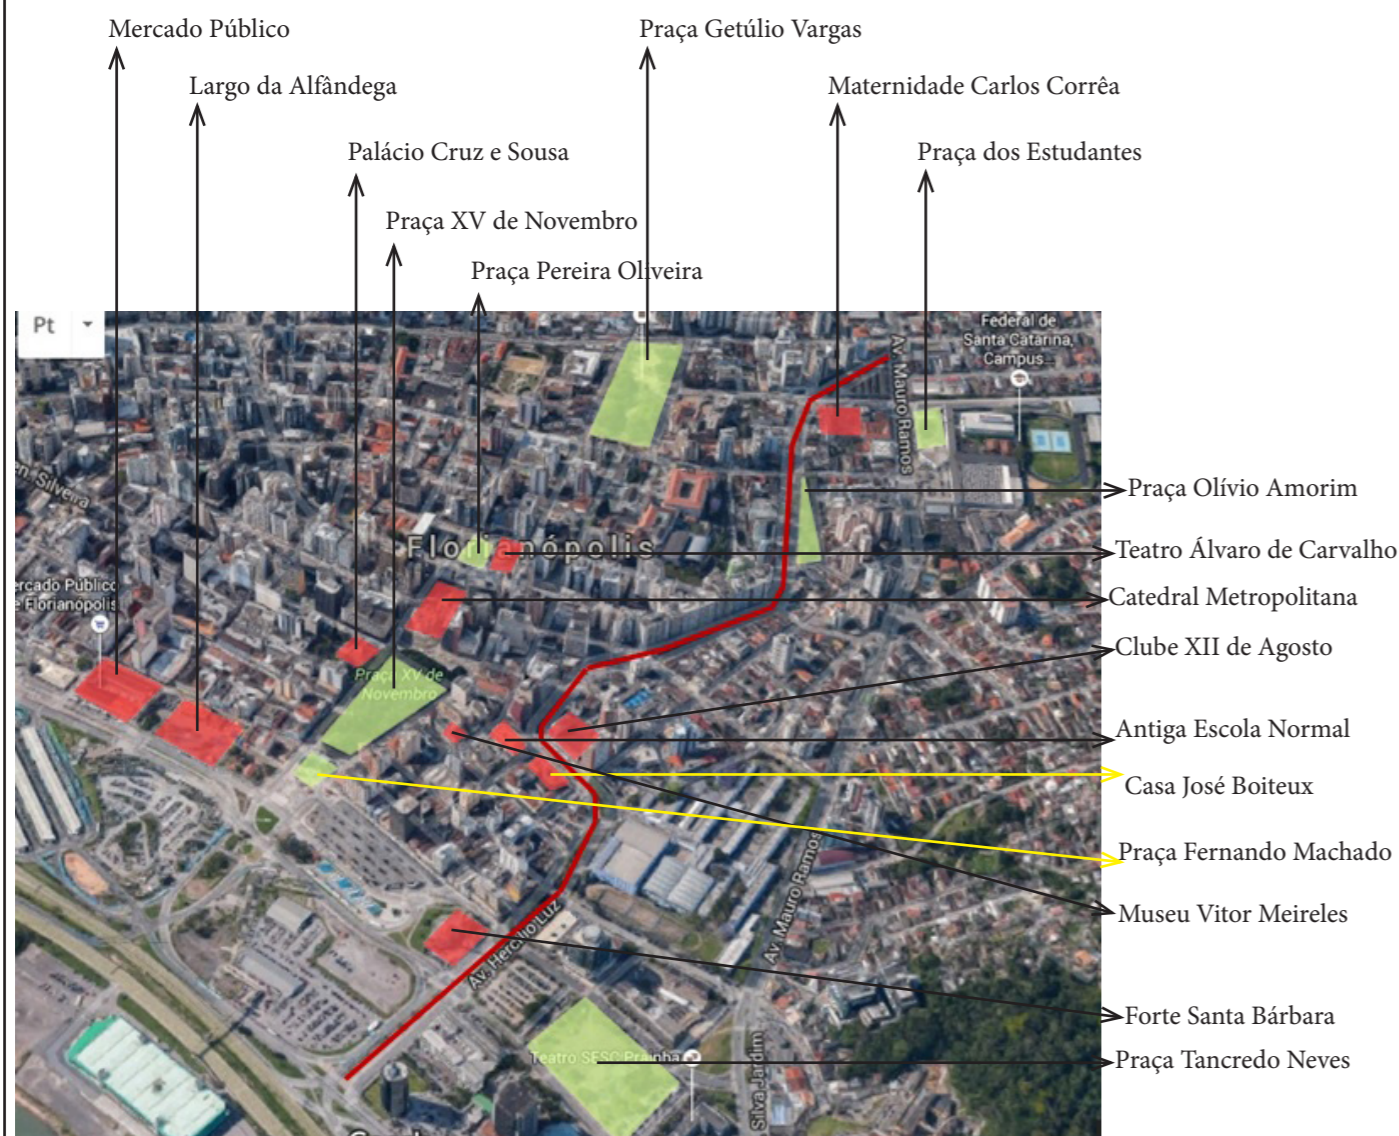 Mercado Público
Praça Getúlio Vargas
Largo da Alfândega
Maternidade Carlos Corrêa
Palácio Cruz e Sousa
Praça dos Estudantes
Praça XV de Novembro
Praça Pereira Oliveira
Pt
Federal de
Santa Catarina,
Campus...
Av. Mauro Ramos
en. Silveira
Praça Olívio Amorim
Florianópolis
Teatro Álvaro de Carvalho
ercado Público
e Florianópolis
Catedral Metropolitana
Clube XII de Agosto
Praça XV de
Novembro
Antiga Escola Normal
Casa José Boiteux
Praça Fernando Machado
Av. Mauro Ramos
Museu Vitor Meireles
Av. Hercílio Luz
Forte Santa Bárbara
Teatro SESC Prainha
Praça Tancredo Neves
Silva Jardim